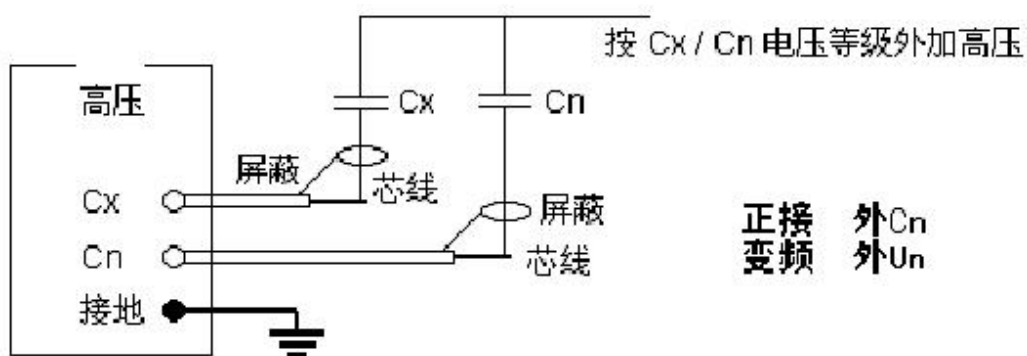 按 Cx / Cn 电压等级外加高压
高压
Cx
Cn
屏蔽
芯线
Cx
屏蔽
正接 外Cn
Cn
芯线
变频 外Un
接地